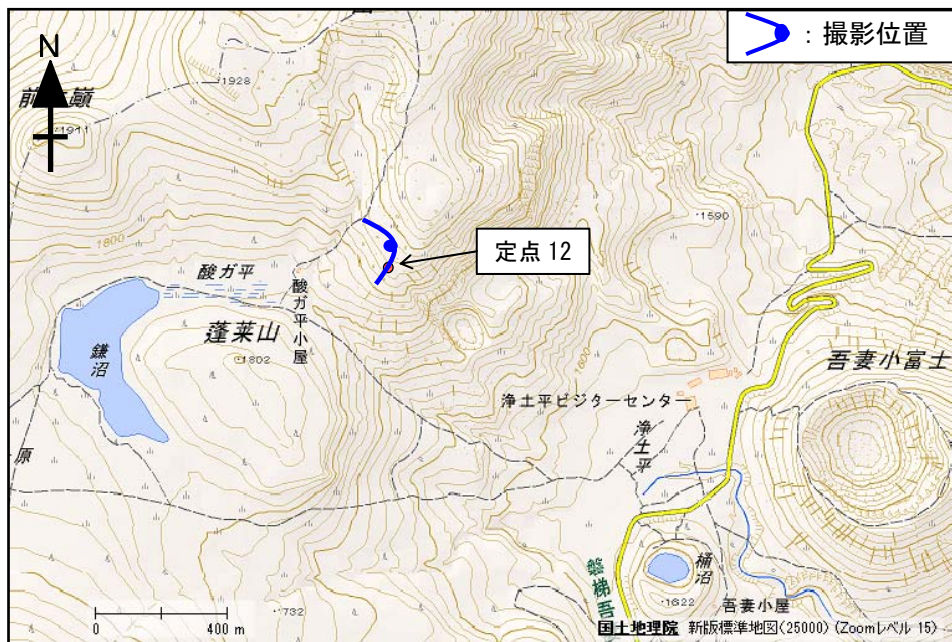 ：撮影位置
N
・1928
・1911
1800
・1590
定点 12
酸ガ平
酸ガ平小屋
蓬莱山
・1802
鎌沼
1600
吾妻小富士
浄土平ビジターセンター
浄土平
原
桶沼
・1622
吾妻小屋
磐梯吾
・1732
0 400 m
国土地理院 新版標準地図(25000) (Zoomレベル 15)